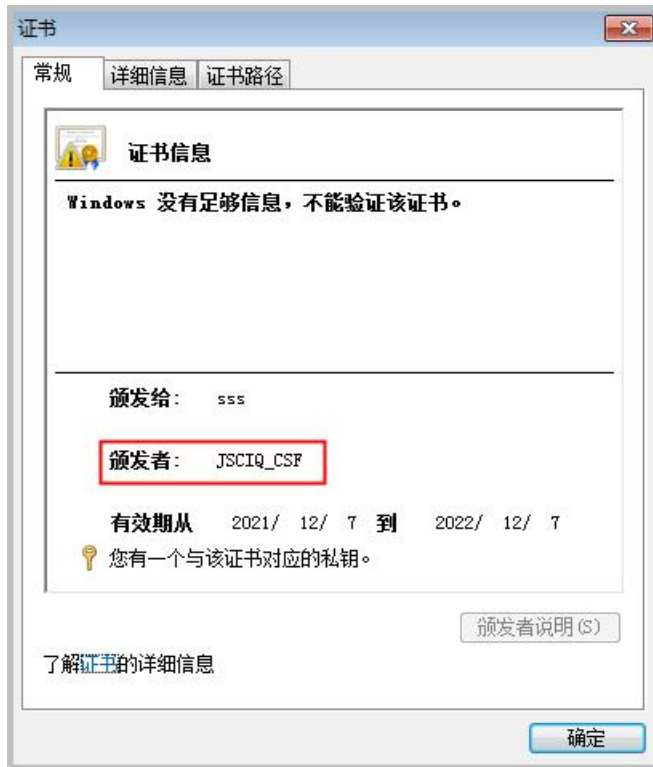 证书
常规 详细信息 证书路径
证书信息
Windows 没有足够信息，不能验证该证书。
颁发给： sss
颁发者： JSCIQ_CSF
有效期从 2021/ 12/ 7 到 2022/ 12/ 7
您有一个与该证书对应的私钥。
颁发者说明(S)
了解证书的详细信息
确定